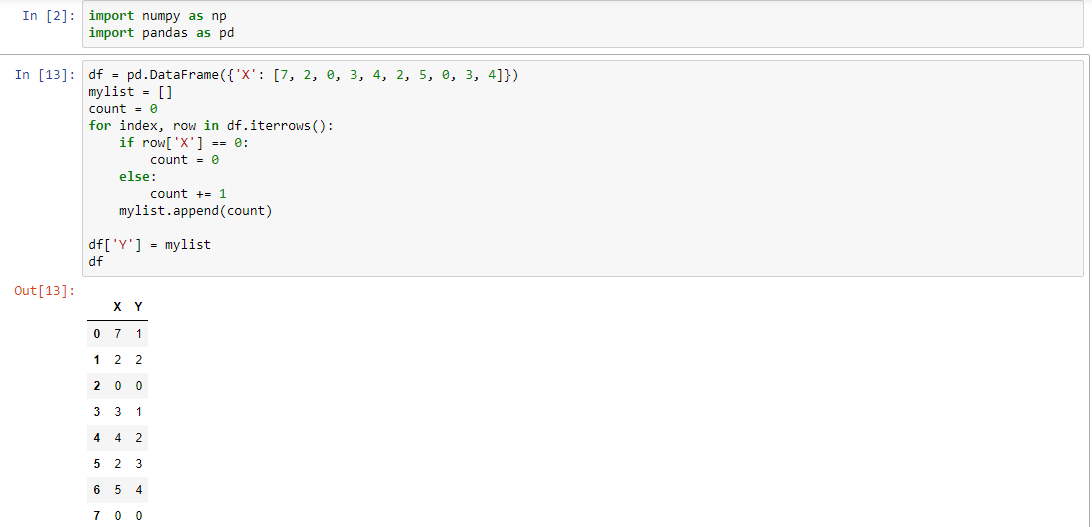 In [2]: import numpy as np
import pandas as pd
In [13]: df = pd.DataFrame({'X': [7, 2, 0, 3, 4, 2, 5, 0, 3, 4]})
mylist = []
count = 0
for index, row in df.iterrows():
    if row['X'] == 0:
        count = 0
    else:
        count += 1
    mylist.append(count)
df['Y'] = mylist
df
Out[13]:
X Y
0 7 1
1 2 2
2 0 0
3 3 1
4 4 2
5 2 3
6 5 4
7 0 0